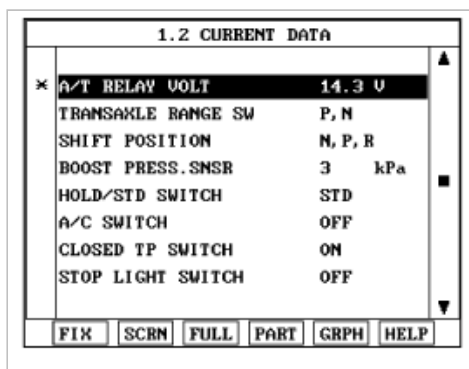 1.2 CURRENT DATA
* A/T RELAY VOLT 14.3 V
TRANSAXLE RANGE SW P,N
SHIFT POSITION N,P,R
BOOST PRESS.SNSR 3 kPa
HOLD/STD SWITCH STD
A/C SWITCH OFF
CLOSED TP SWITCH ON
STOP LIGHT SWITCH OFF
FIX SCRN FULL PART GRPH HELP